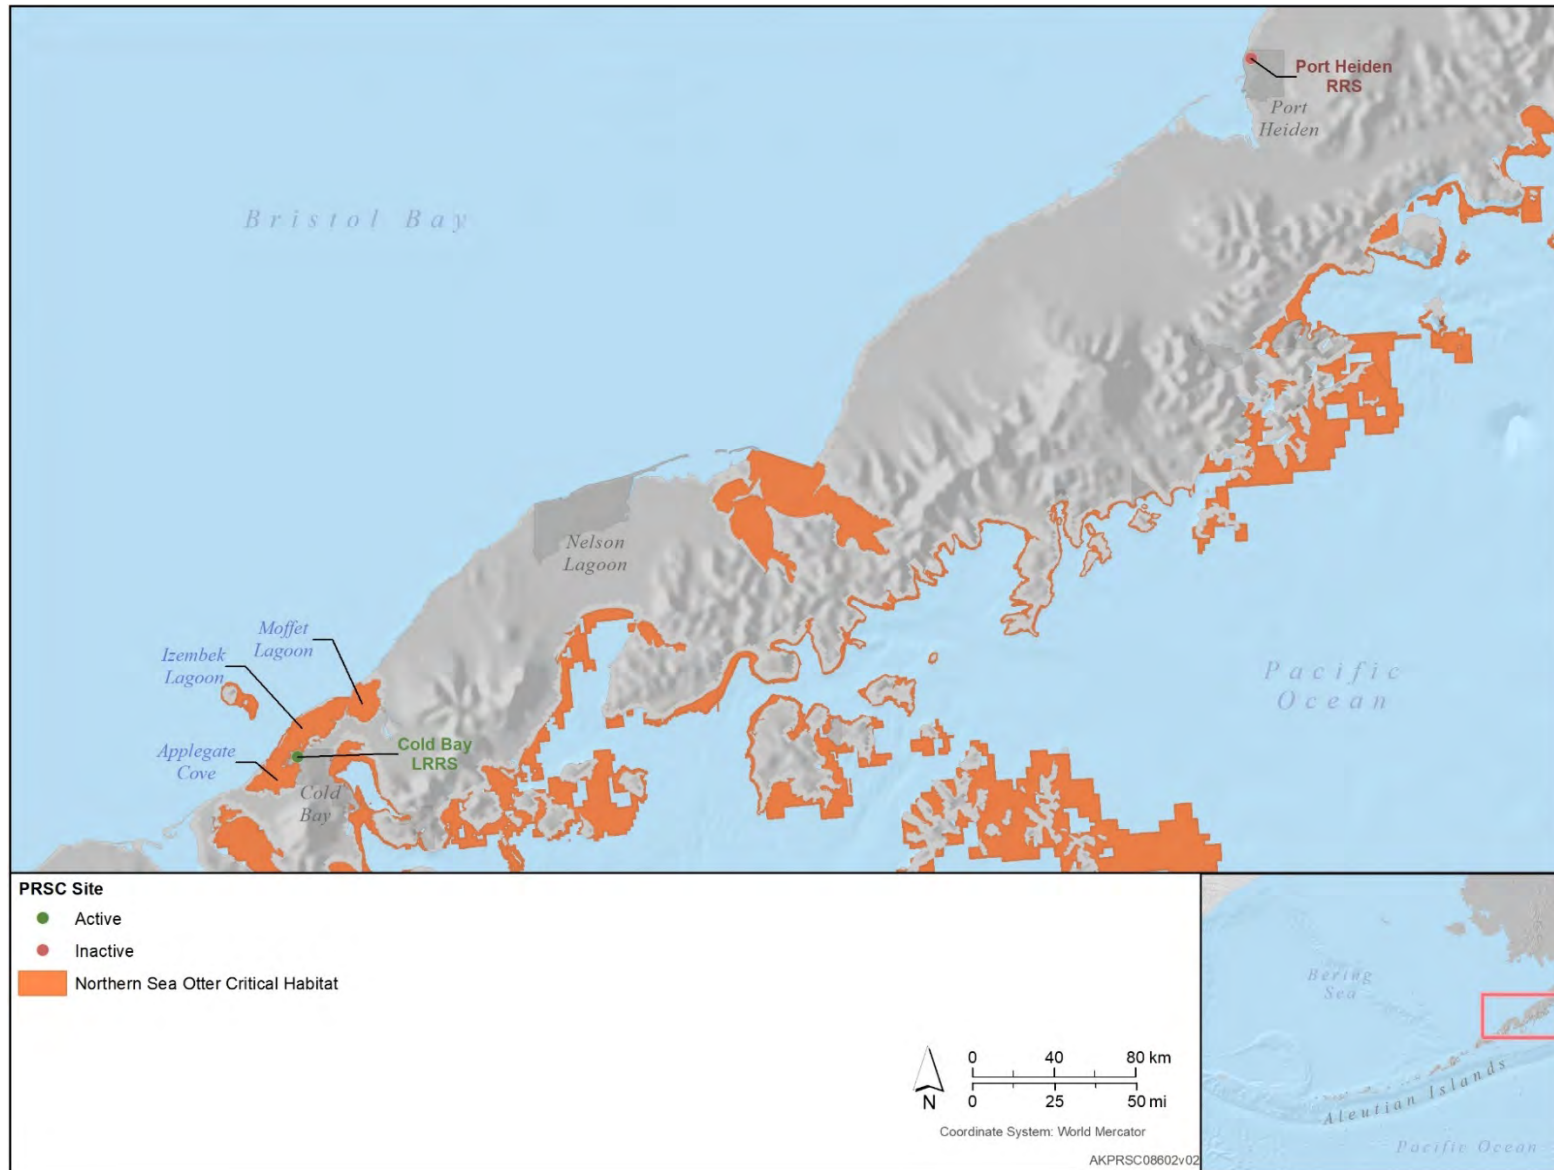 Port Heiden
RRS
Port
Heiden
Bristol Bay
Nelson
Lagoon
Moffet
Lagoon
Izembek
Lagoon
Pacific
Ocean
Applegate
Cove
Cold Bay
LRRS
Cold
Bay
PRSC Site
Active
Inactive
Northern Sea Otter Critical Habitat
0 40 80 km
0 25 50 mi
N
Coordinate System: World Mercator
AKPRSC08602v02
Bering
Sea
Aleutian Islands
Pacific Ocean